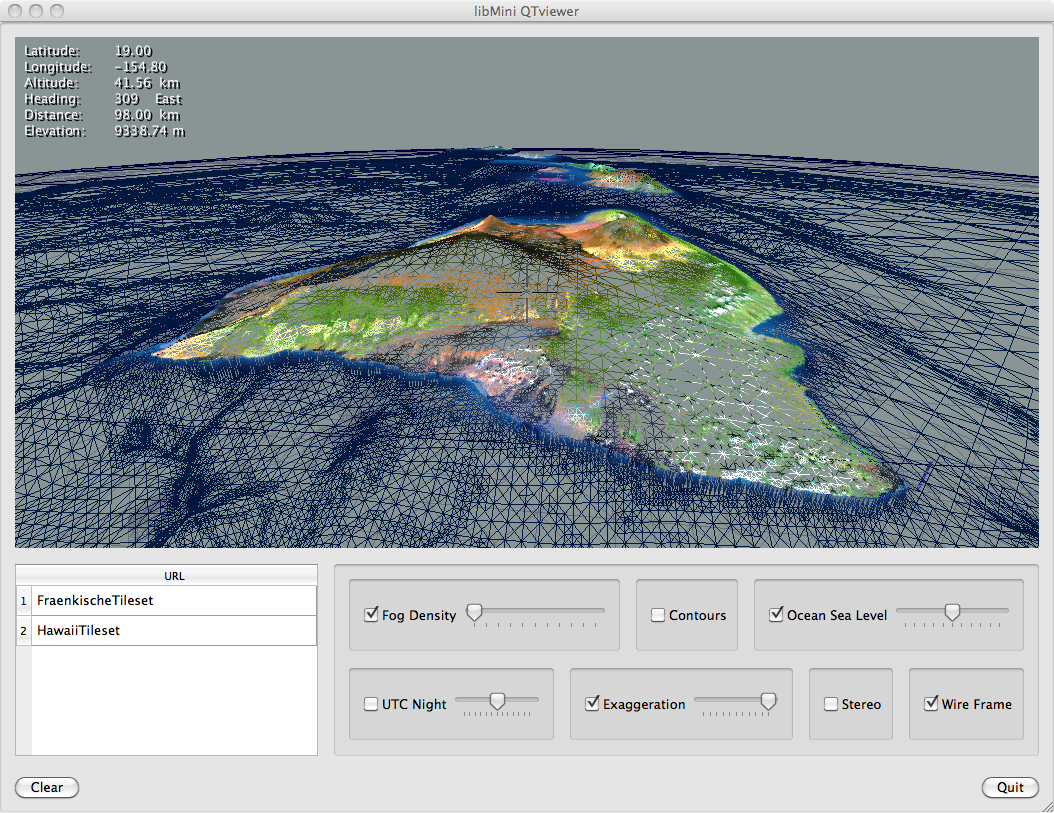 libMini QTviewer
Latitude: 19.00
Longitude: -154.80
Altitude: 41.56 km
Heading: 309 East
Distance: 98.00 km
Elevation: 9338.74 m
URL
1 FraenkischeTileset
2 HawaiiTileset
Fog Density
Contours
Ocean Sea Level
UTC Night
Exaggeration
Stereo
Wire Frame
Clear
Quit